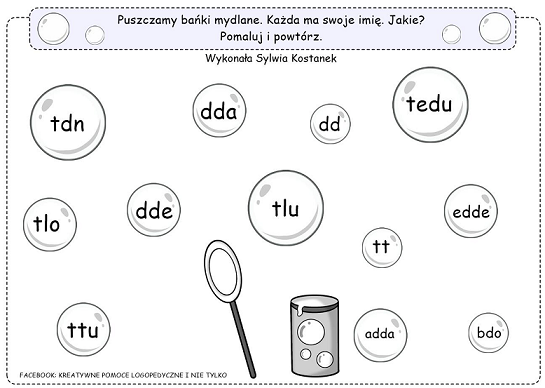 Puszczamy bańki mydlane. Każda ma swoje imię. Jakie?
Pomaluj i powtórz.
Wykonała Sylwia Kostanek
tdn
dda
dd
tedu
tlo
dde
tlu
tt
edde
ttu
adda
bdo
FACEBOOK: KREATYWNE POMOCE LOGOPEDYCZNE I NIE TYLKO